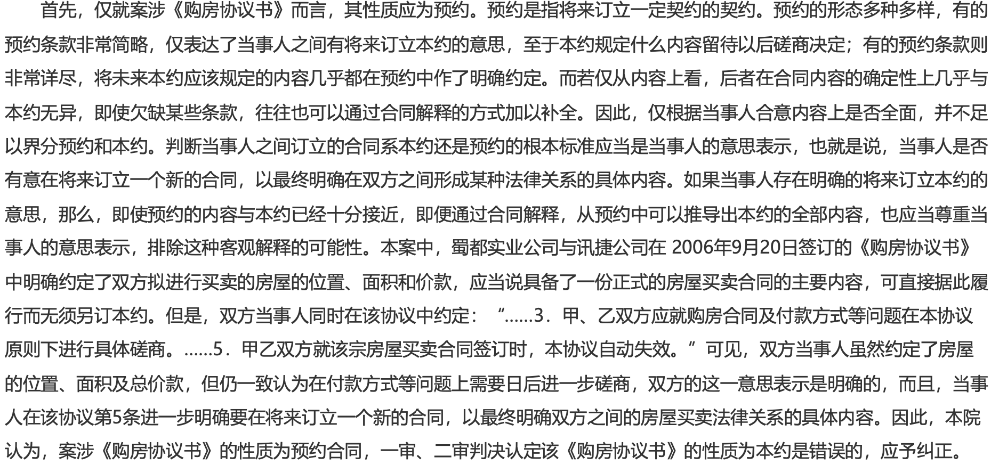 首先，仅就案涉《购房协议书》而言，其性质应为预约。预约是指将来订立一定契约的契约。预约的形态多种多样，有的
预约条款非常简略，仅表达了当事人之间有将来订立本约的意思，至于本约规定什么内容留待以后磋商决定；有的预约条款则
非常详尽，将未来本约应该规定的内容几乎都在预约中作了明确约定。而若仅从内容上看，后者在合同内容的确定性上几乎与
本约无异，即使欠缺某些条款，往往也可以通过合同解释的方式加以补全。因此，仅根据当事人合意内容上是否全面，并不足
以界分预约和本约。判断当事人之间订立的合同系本约还是预约的根本标准应当是当事人的意思表示，也就是说，当事人是否
有意在将来订立一个新的合同，以最终明确在双方之间形成某种法律关系的具体内容。如果当事人存在明确的将来订立本约的
意思，那么，即使预约的内容与本约已经十分接近，即便通过合同解释，从预约中可以推导出本约的全部内容，也应当尊重当
事人的意思表示，排除这种客观解释的可能性。本案中，蜀都实业公司与讯捷公司在 2006年9月20日签订的《购房协议书》
中明确约定了双方拟进行买卖的房屋的位置、面积和价款，应当说具备了一份正式的房屋买卖合同的主要内容，可直接据此履
行而无须另订本约。但是，双方当事人同时在该协议中约定：“……3．甲、乙双方应就购房合同及付款方式等问题在本协议
原则下进行具体磋商。……5．甲乙双方就该宗房屋买卖合同签订时，本协议自动失效。”可见，双方当事人虽然约定了房屋
的位置、面积及总价款，但仍一致认为在付款方式等问题上需要日后进一步磋商，双方的这一意思表示是明确的，而且，当事
人在该协议第5条进一步明确要在将来订立一个新的合同，以最终明确双方之间的房屋买卖法律关系的具体内容。因此，本院
认为，案涉《购房协议书》的性质为预约合同，一审、二审判决认定该《购房协议书》的性质为本约是错误的，应予纠正。